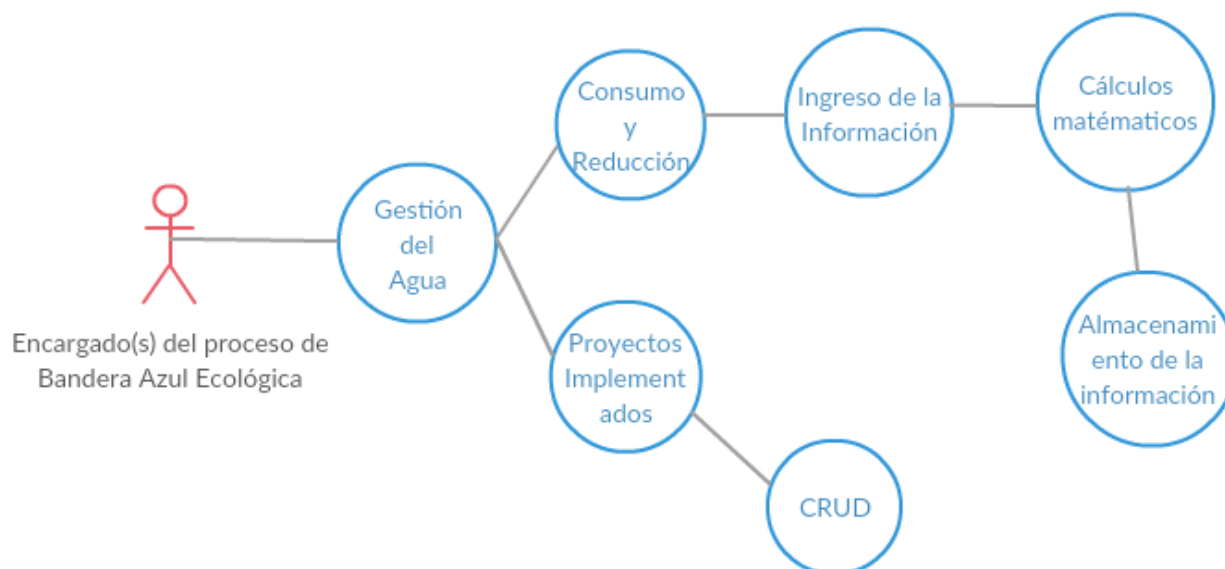 Encargado(s) del proceso de
Bandera Azul Ecológica
Gestión
del
Agua
Consumo
y
Reducción
Ingreso de la
Información
Cálculos
matématicos
Almacenami
ento de la
información
Proyectos
Implement
ados
CRUD